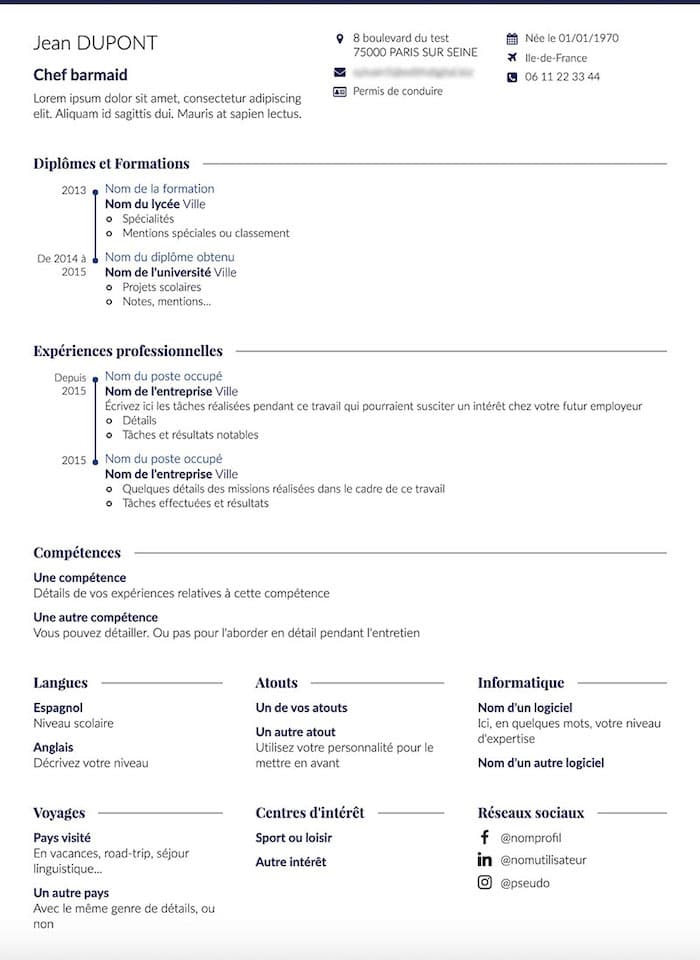 Jean DUPONT
Chef barmaid
Lorem ipsum dolor sit amet, consectetur adipiscing
elit. Aliquam id sagittis dui. Mauris at sapien lectus.
8 boulevard du test
75000 PARIS SUR SEINE
Permis de conduire
Née le 01/01/1970
Ile-de-France
06 11 22 33 44
Diplômes et Formations
2013
Nom de la formation
Nom du lycée Ville
Spécialités
Mentions spéciales ou classement
De 2014 à
2015
Nom du diplôme obtenu
Nom de l'université Ville
Projets scolaires
Notes, mentions...
Expériences professionnelles
Depuis
2015
Nom du poste occupé
Nom de l'entreprise Ville
Écrivez ici les tâches réalisées pendant ce travail qui pourraient susciter un intérêt chez votre futur employeur
Détails
Tâches et résultats notables
2015
Nom du poste occupé
Nom de l'entreprise Ville
Quelques détails des missions réalisées dans le cadre de ce travail
Tâches effectuées et résultats
Compétences
Une compétence
Détails de vos expériences relatives à cette compétence
Une autre compétence
Vous pouvez détailler. Ou pas pour l'aborder en détail pendant l'entretien
Langues
Espagnol
Niveau scolaire
Anglais
Décrivez votre niveau
Atouts
Un de vos atouts
Un autre atout
Utilisez votre personnalité pour le
mettre en avant
Informatique
Nom d'un logiciel
Ici, en quelques mots, votre niveau
d'expertise
Nom d'un autre logiciel
Voyages
Pays visité
En vacances, road-trip, séjour
linguistique...
Un autre pays
Avec le même genre de détails, ou
non
Centres d'intérêt
Sport ou loisir
Autre intérêt
Réseaux sociaux
@nomprofil
@nomutilisateur
@pseudo